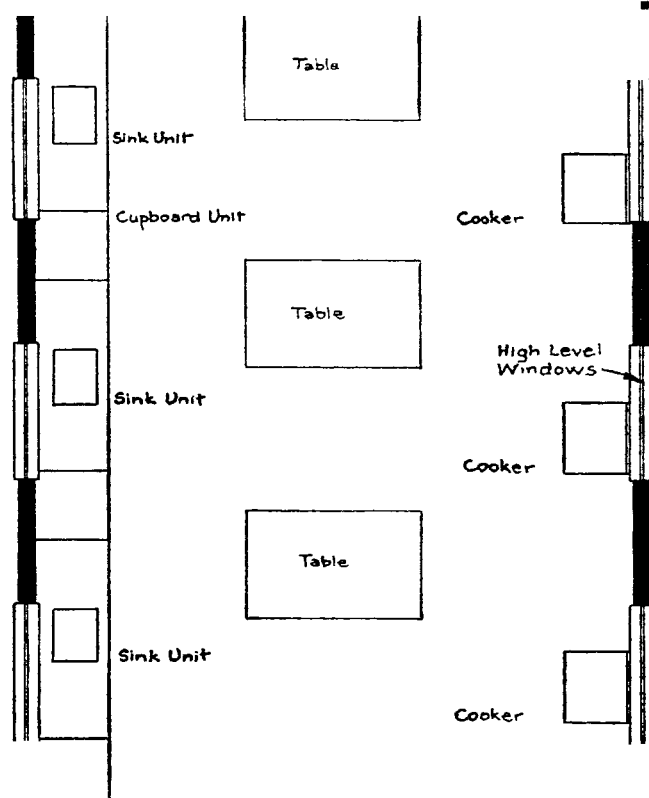 Table
Sink Unit
Cupboard Unit
Cooker
Table
High Level
Windows
Sink Unit
Cooker
Table
Sink Unit
Cooker